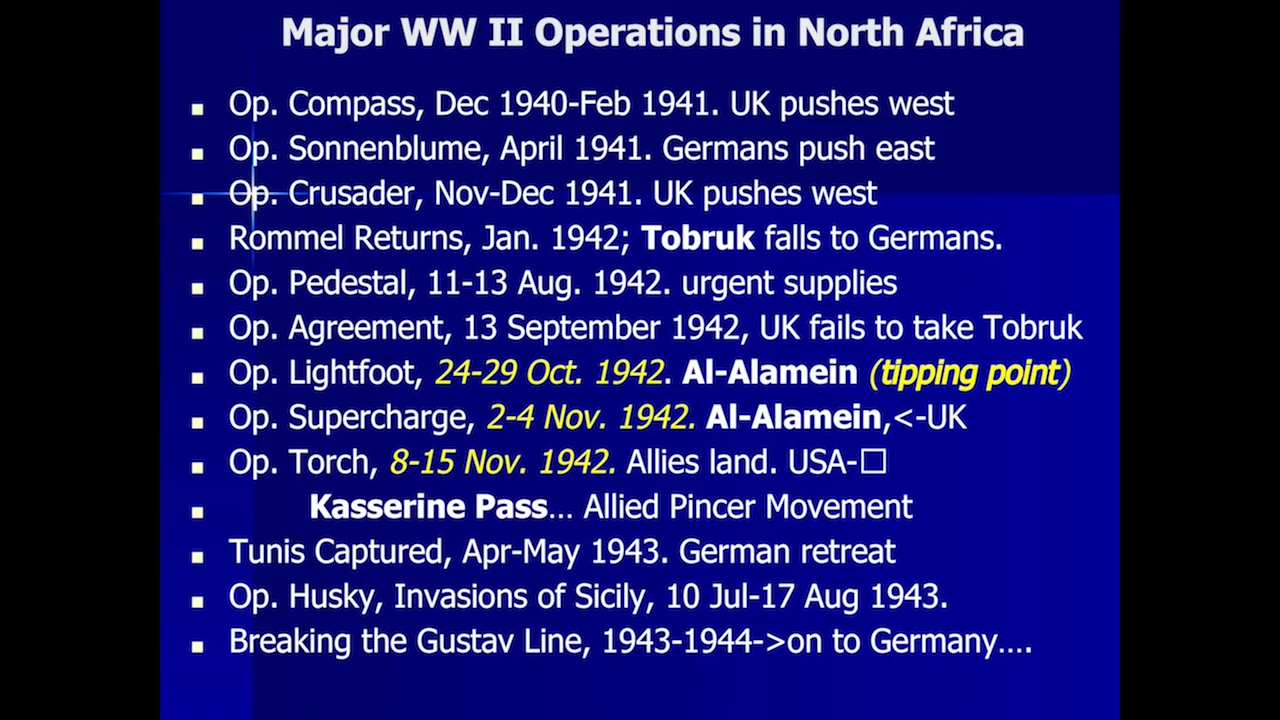 Major WW II Operations in North Africa
▪ Op. Compass, Dec 1940-Feb 1941. UK pushes west
▪ Op. Sonnenblume, April 1941. Germans push east
▪ Op. Crusader, Nov-Dec 1941. UK pushes west
▪ Rommel Returns, Jan. 1942; Tobruk falls to Germans.
▪ Op. Pedestal, 11-13 Aug. 1942. urgent supplies
▪ Op. Agreement, 13 September 1942, UK fails to take Tobruk
▪ Op. Lightfoot, 24-29 Oct. 1942. Al-Alamein (tipping point)
▪ Op. Supercharge, 2-4 Nov. 1942. Al-Alamein,<-UK
▪ Op. Torch, 8-15 Nov. 1942. Allies land. USA-□
▪ Kasserine Pass... Allied Pincer Movement
▪ Tunis Captured, Apr-May 1943. German retreat
▪ Op. Husky, Invasions of Sicily, 10 Jul-17 Aug 1943.
▪ Breaking the Gustav Line, 1943-1944->on to Germany....